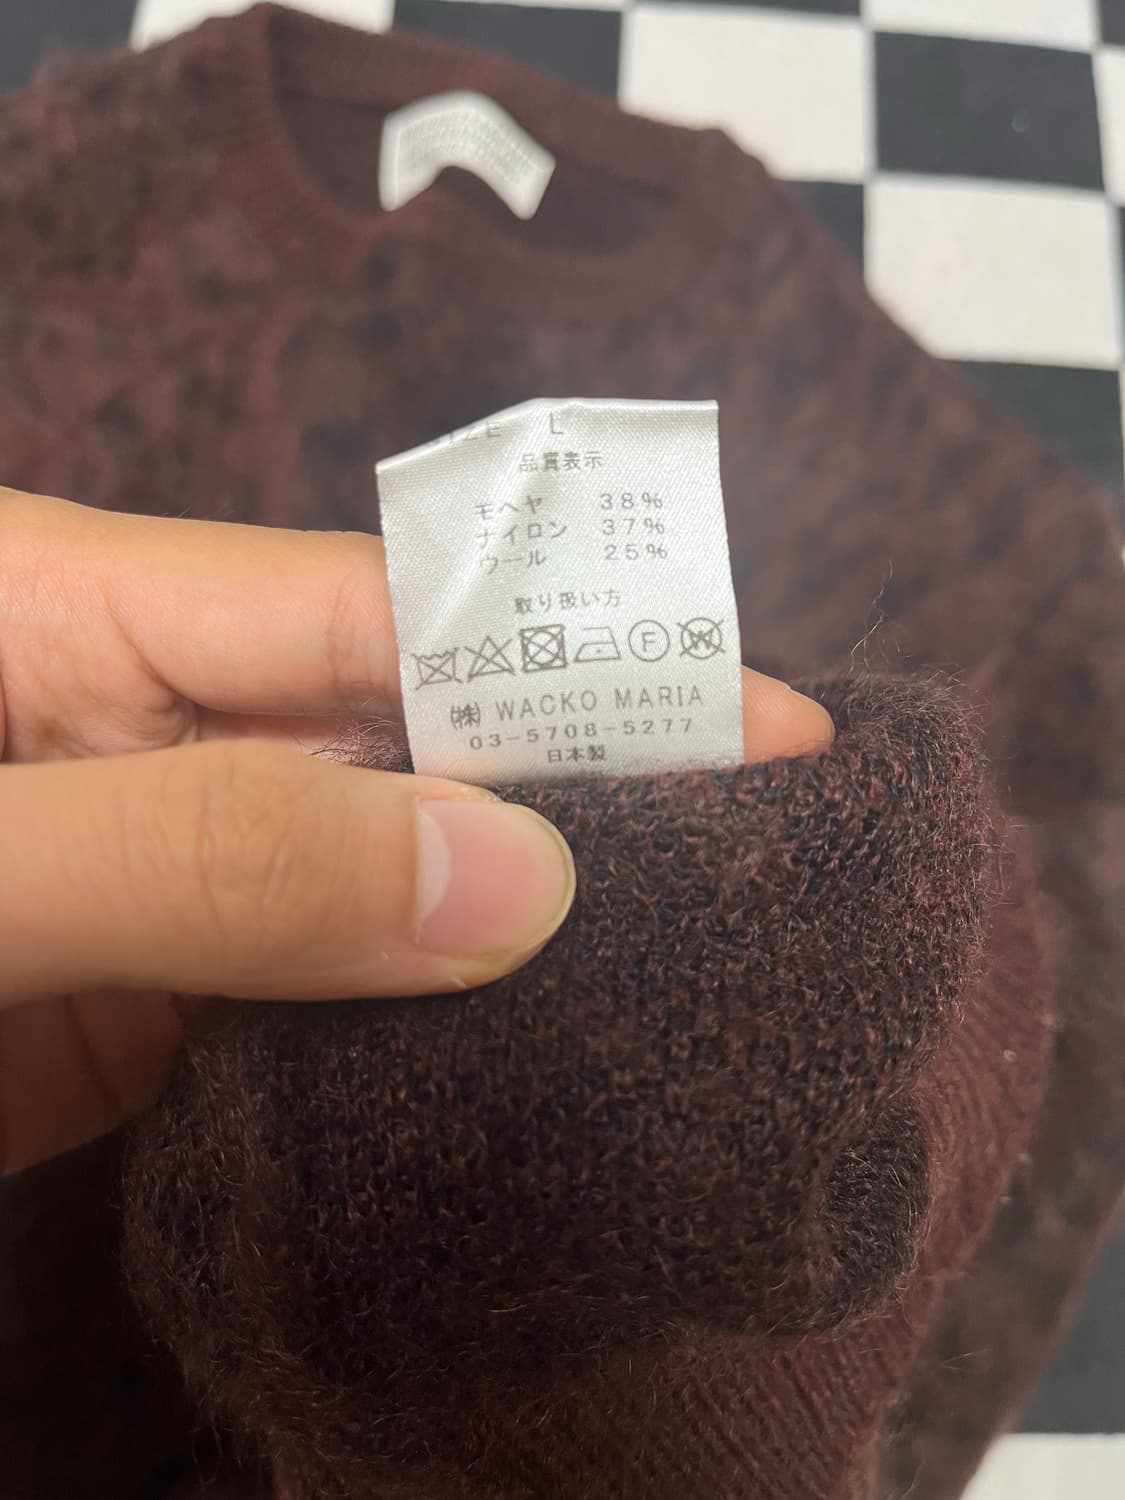 SIZE L
品質表示
モヘヤ 38%
ナイロン 37%
ウール 25%
取り扱い方
F W
㈱ WACKO MARIA
03-5708-5277
日本製